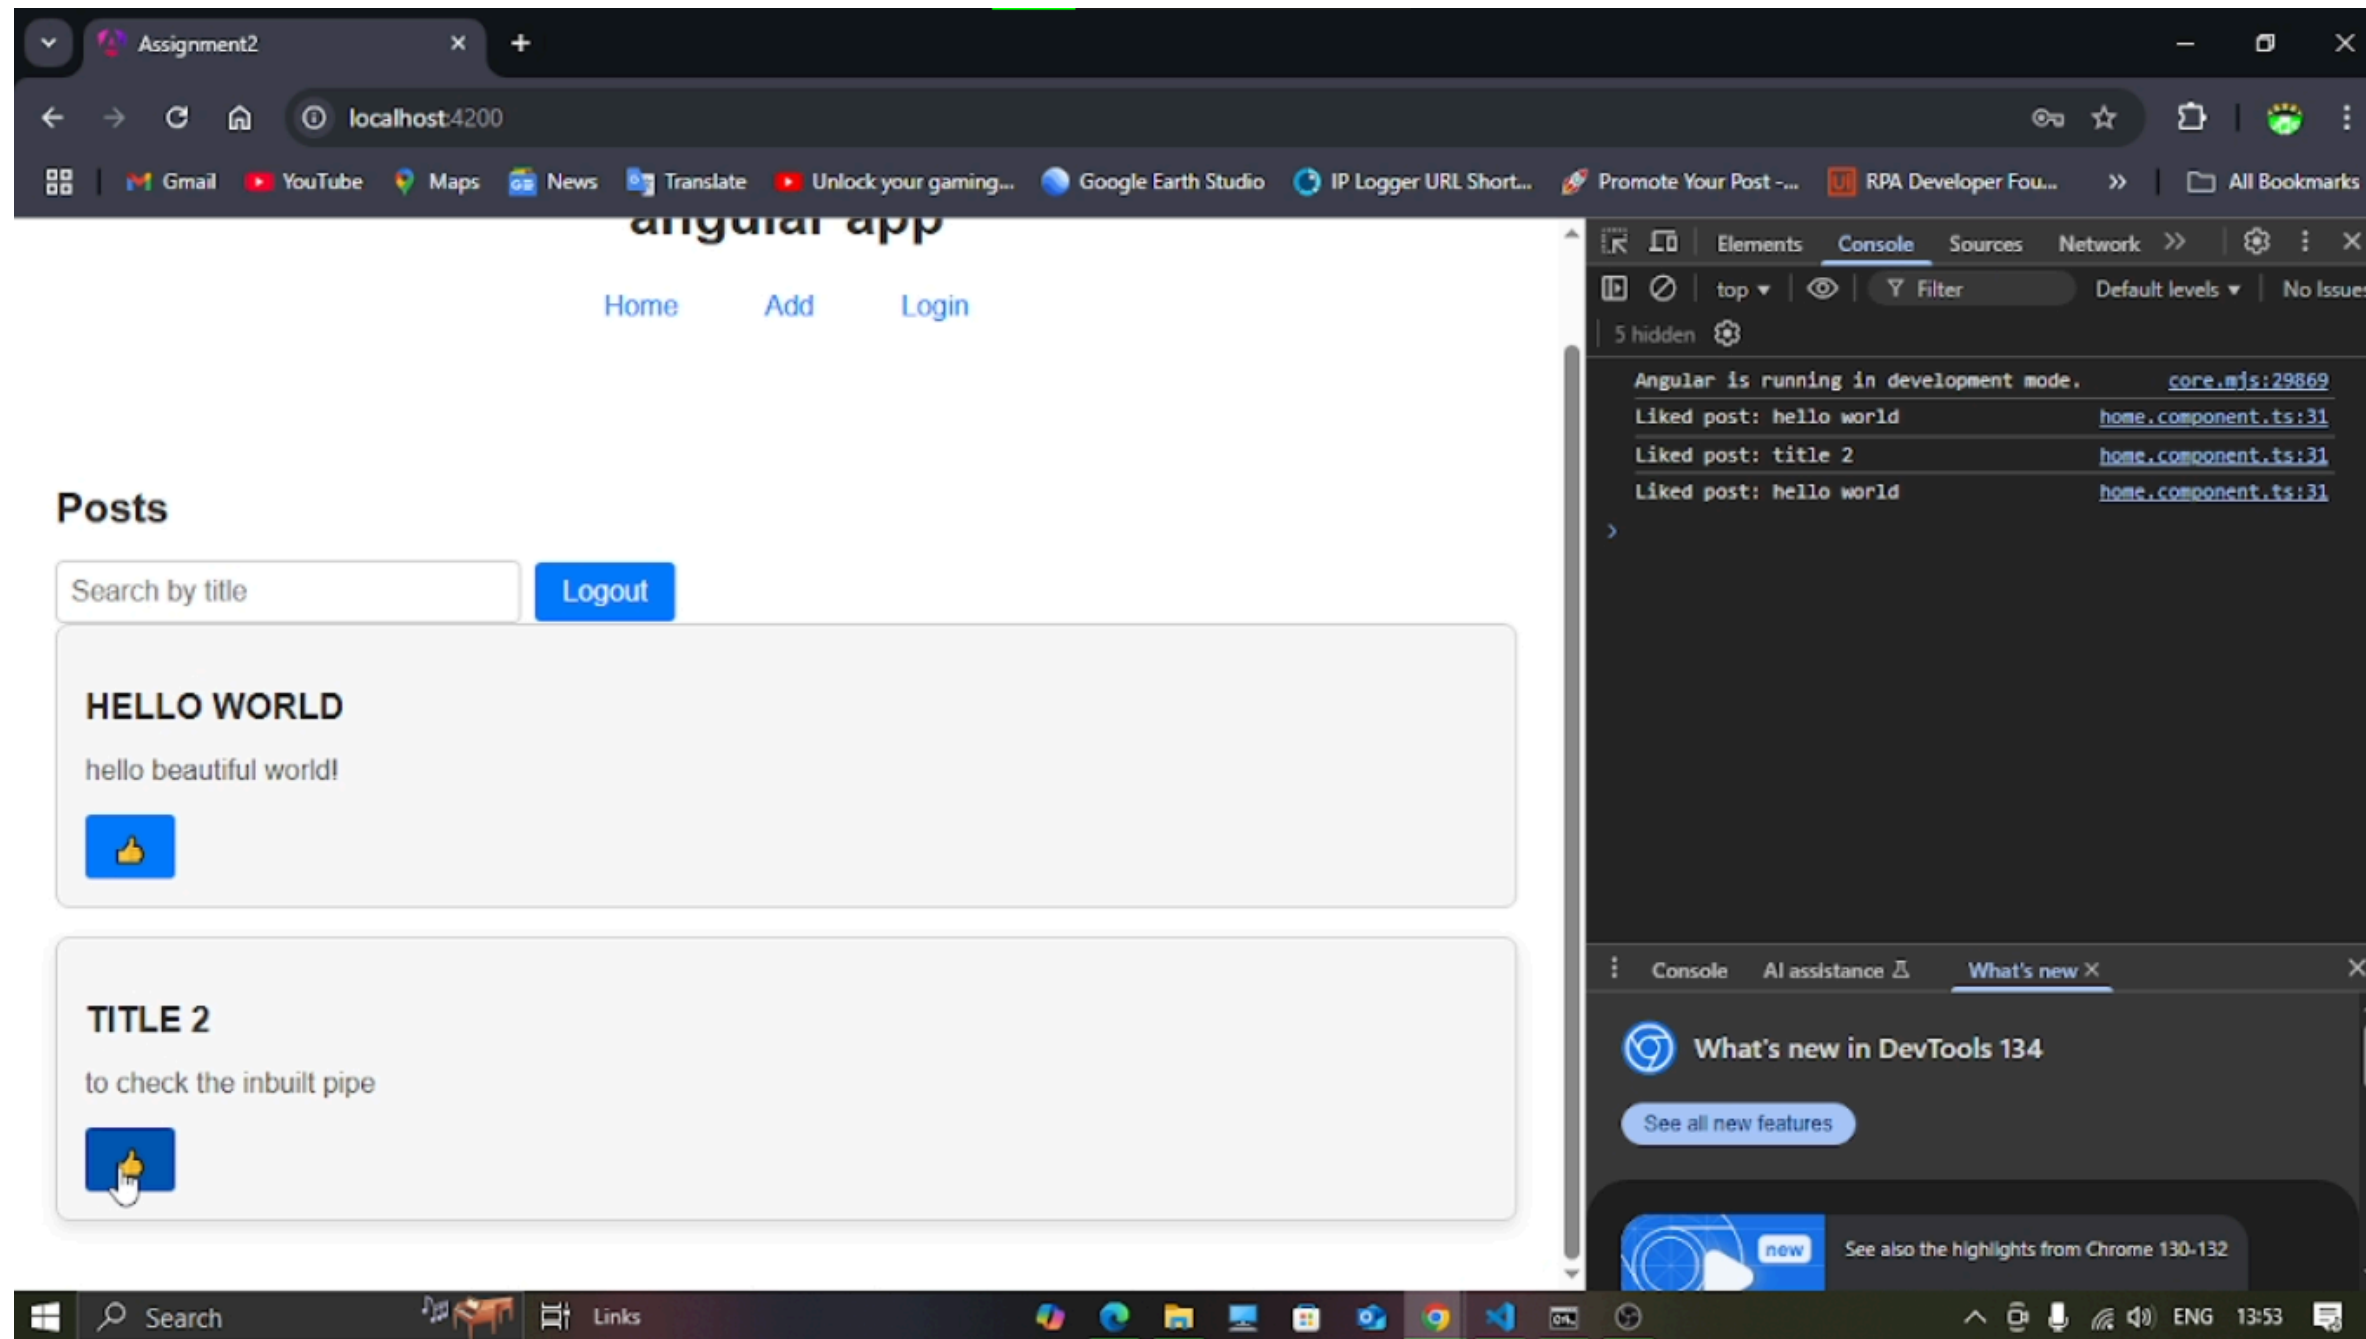 Assignment2
localhost:4200
Gmail YouTube Maps News Translate Unlock your gaming... Google Earth Studio IP Logger URL Short... Promote Your Post -... RPA Developer Fou... » All Bookmarks
angular app
Home Add Login
Posts
Search by title Logout
HELLO WORLD
hello beautiful world!
TITLE 2
to check the inbuilt pipe
Elements Console Sources Network
top Filter Default levels No Issues
5 hidden
Angular is running in development mode. core.mjs:29869
Liked post: hello world home.component.ts:31
Liked post: title 2 home.component.ts:31
Liked post: hello world home.component.ts:31
Console AI assistance What's new
What's new in DevTools 134
See all new features
new
See also the highlights from Chrome 130-132
Search Links ENG 13:53